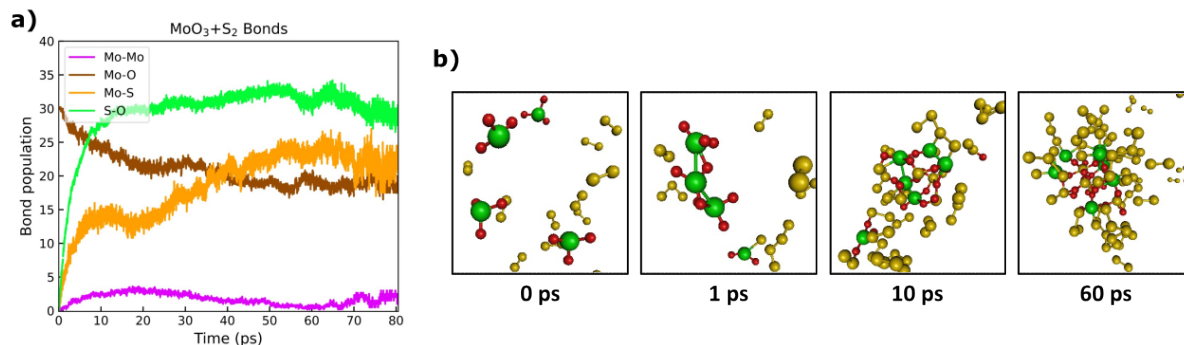 a)
MoO₃+S₂ Bonds
40
35
30
25
20
15
10
5
0
Bond population
Mo-Mo
Mo-O
Mo-S
S-O
0 10 20 30 40 50 60 70 80
Time (ps)
b)
0 ps
1 ps
10 ps
60 ps